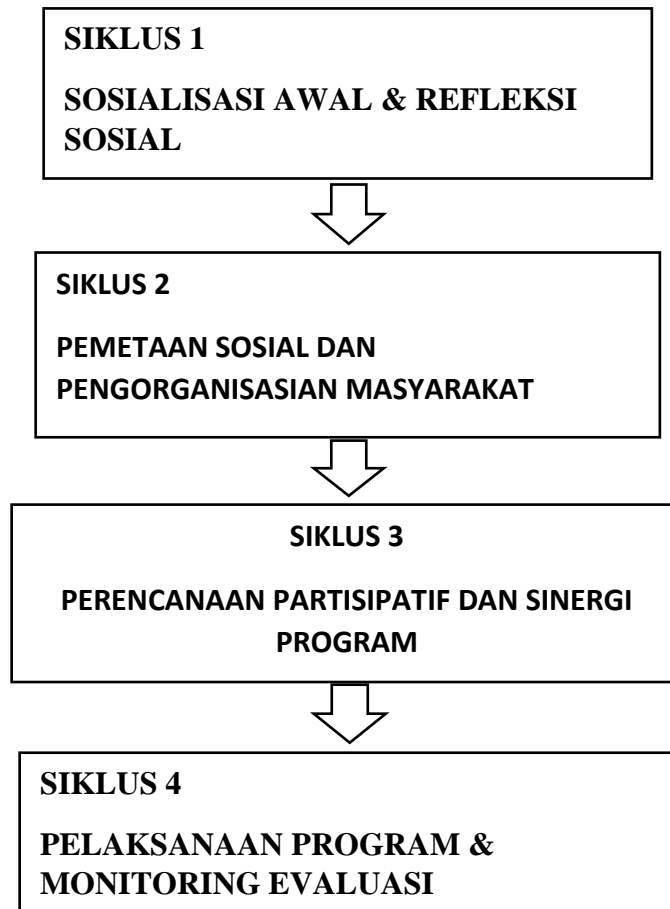 SIKLUS 1
SOSIALISASI AWAL & REFLEKSI
SOSIAL
SIKLUS 2
PEMETAAN SOSIAL DAN
PENGORGANISASIAN MASYARAKAT
SIKLUS 3
PERENCANAAN PARTISIPATIF DAN SINERGI
PROGRAM
SIKLUS 4
PELAKSANAAN PROGRAM &
MONITORING EVALUASI